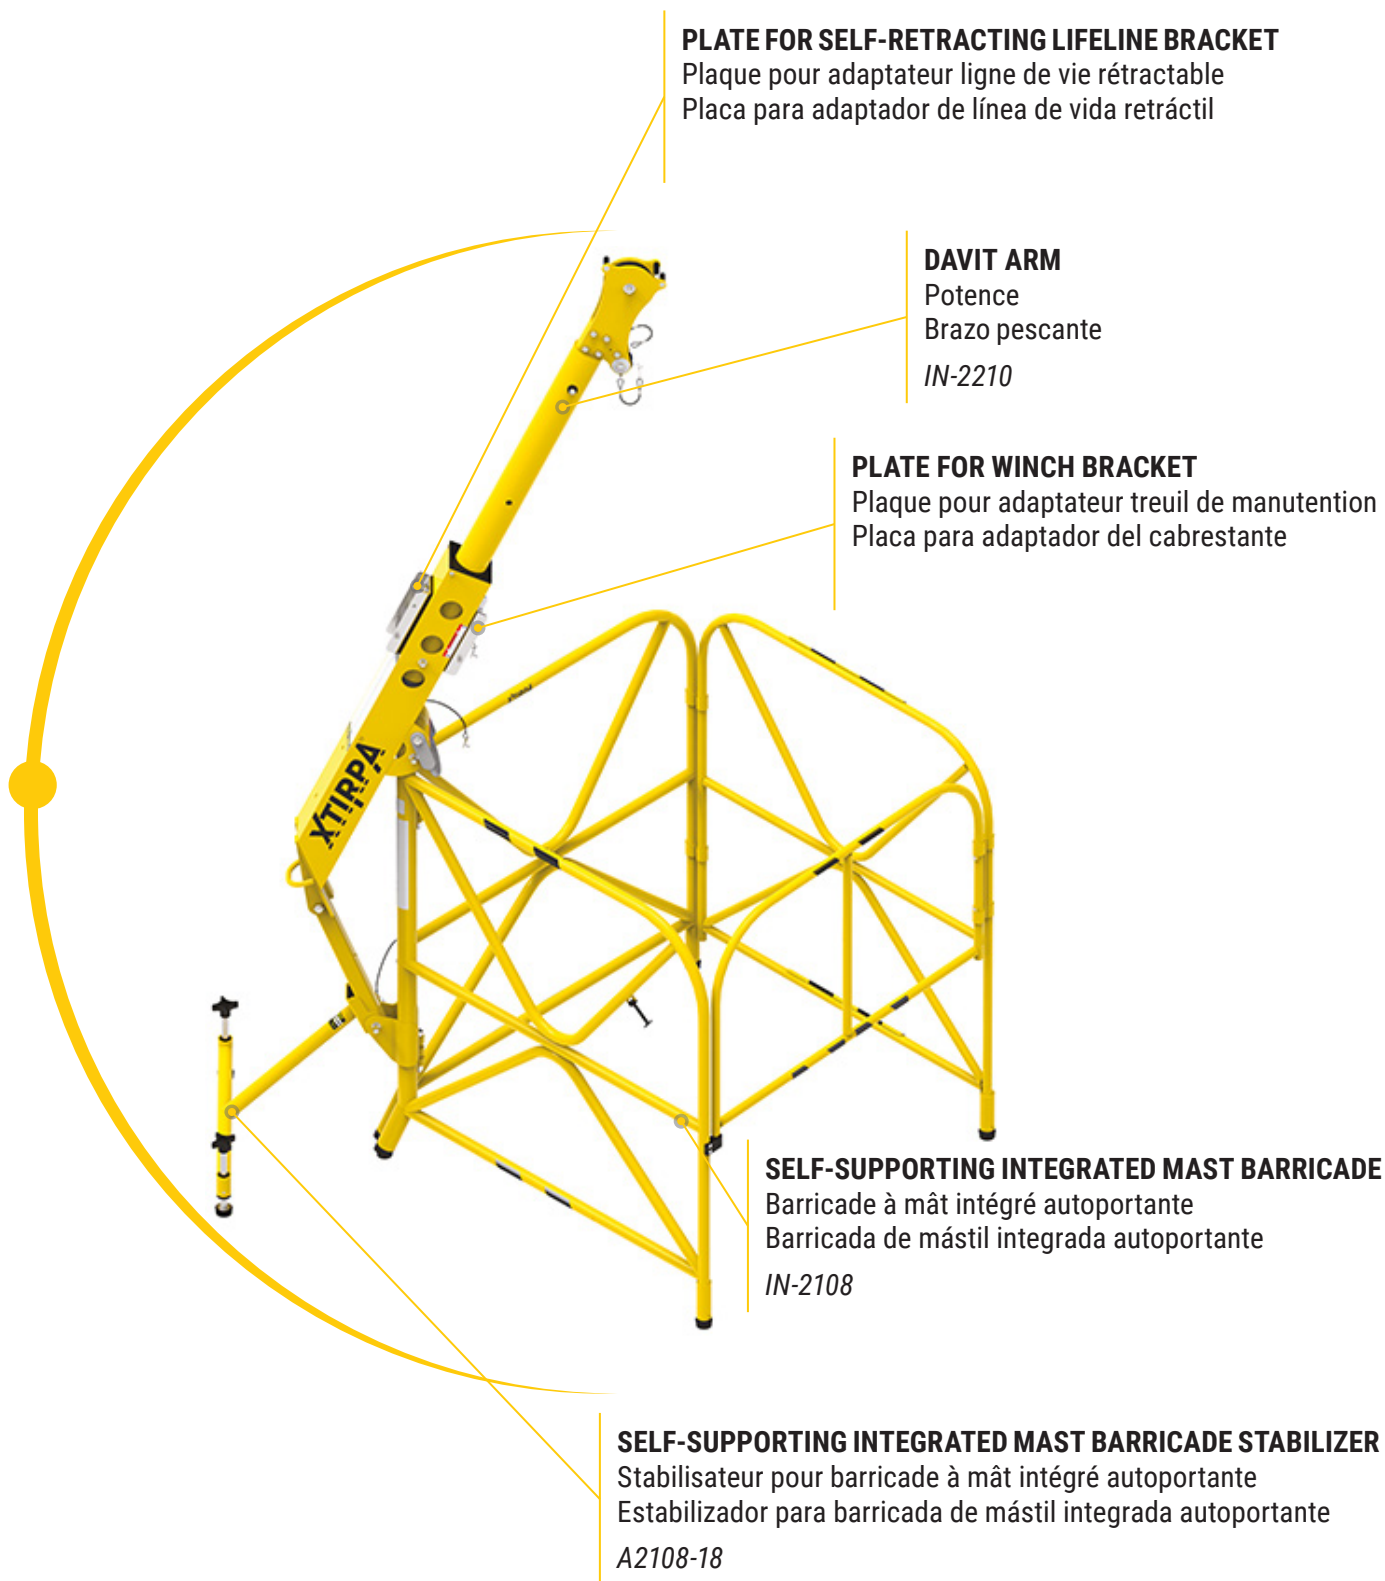 PLATE FOR SELF-RETRACTING LIFELINE BRACKET
Plaque pour adaptateur ligne de vie rétractable
Placa para adaptador de línea de vida retráctil
DAVIT ARM
Potence
Brazo pescante
IN-2210
PLATE FOR WINCH BRACKET
Plaque pour adaptateur treuil de manutention
Placa para adaptador del cabrestante
XTIRPA
SELF-SUPPORTING INTEGRATED MAST BARRICADE
Barricade à mât intégré autoportante
Barricada de mástil integrada autoportante
IN-2108
SELF-SUPPORTING INTEGRATED MAST BARRICADE STABILIZER
Stabilisateur pour barricade à mât intégré autoportante
Estabilizador para barricada de mástil integrada autoportante
A2108-18